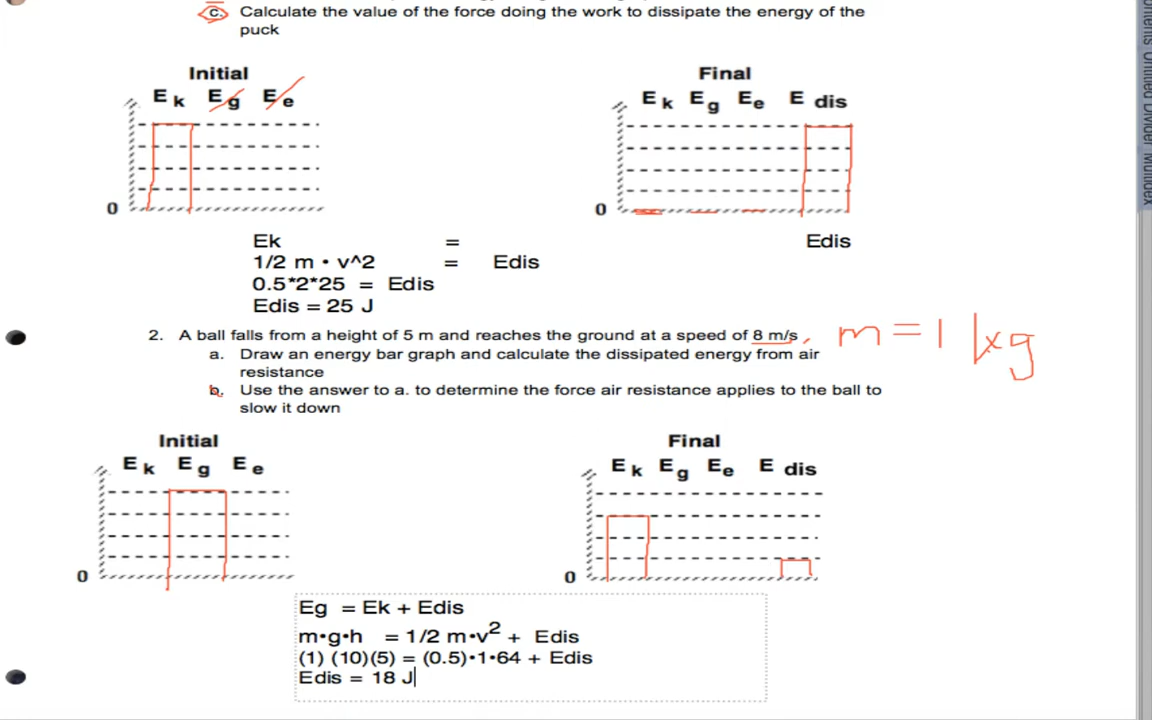 c. Calculate the value of the force doing the work to dissipate the energy of the
puck
Initial
Ek Eg Ee
0
Final
Ek Eg Ee E dis
0
Ek = Edis
1/2 m • v^2 = Edis
0.5*2*25 = Edis
Edis = 25 J
2. A ball falls from a height of 5 m and reaches the ground at a speed of 8 m/s, m = 1 kg
a. Draw an energy bar graph and calculate the dissipated energy from air
resistance
b. Use the answer to a. to determine the force air resistance applies to the ball to
slow it down
Initial
Ek Eg Ee
0
Final
Ek Eg Ee E dis
0
Eg = Ek + Edis
m•g•h = 1/2 m•v2 + Edis
(1) (10)(5) = (0.5)•1•64 + Edis
Edis = 18 J